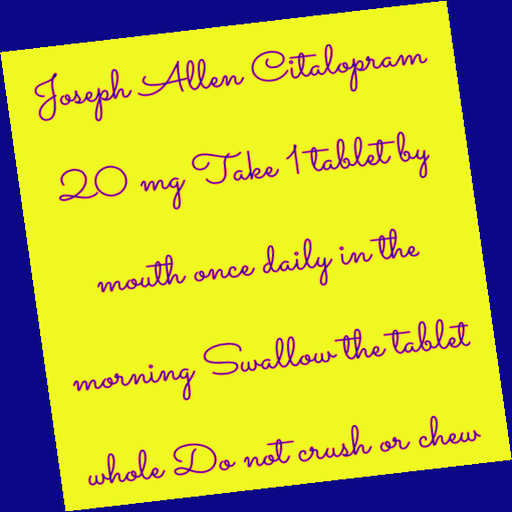 Joseph Allen Citalopram
20 mg Take 1 tablet by
mouth once daily in the
morning Swallow the tablet
whole Do not crush or chew